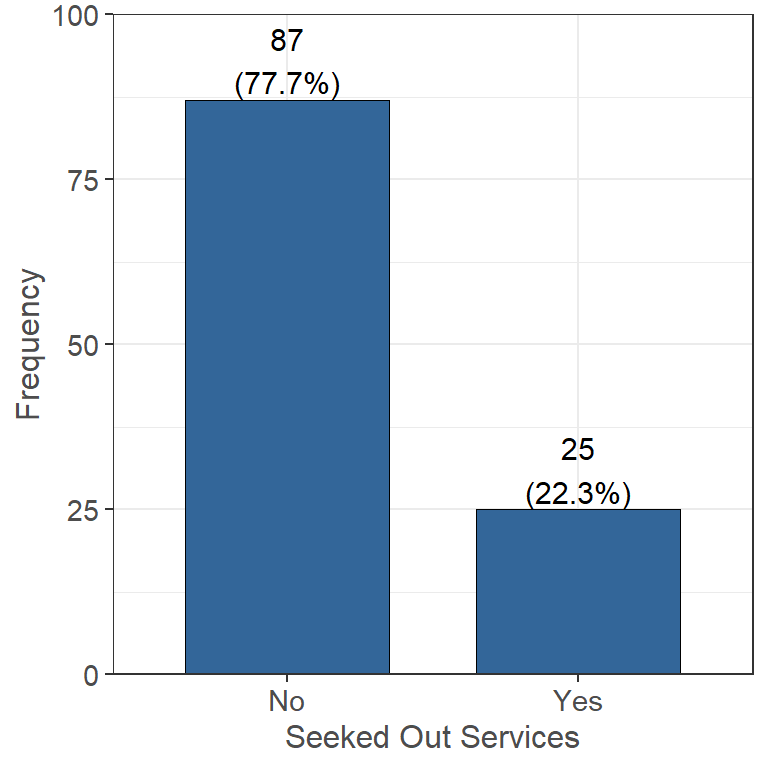 100
87
(77.7%)
75
50
25
(22.3%)
25
0
Frequency
No
Yes
Seeked Out Services